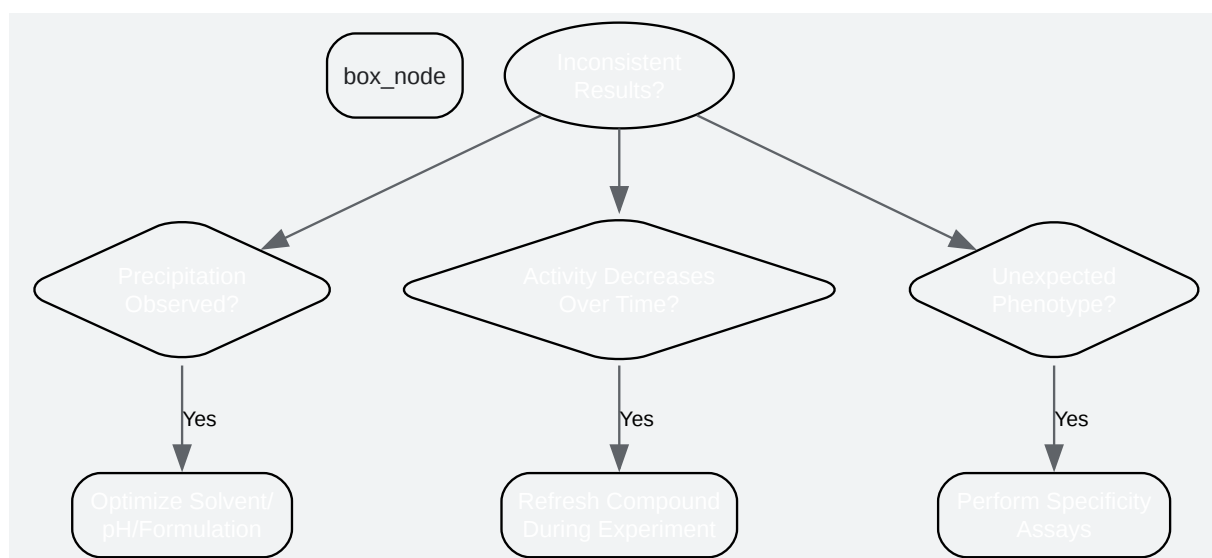 box_node
Inconsistent
Results?
Precipitation
Observed?
Activity Decreases
Over Time?
Unexpected
Phenotype?
Yes
Yes
Yes
Optimize Solvent/
pH/Formulation
Refresh Compound
During Experiment
Perform Specificity
Assays